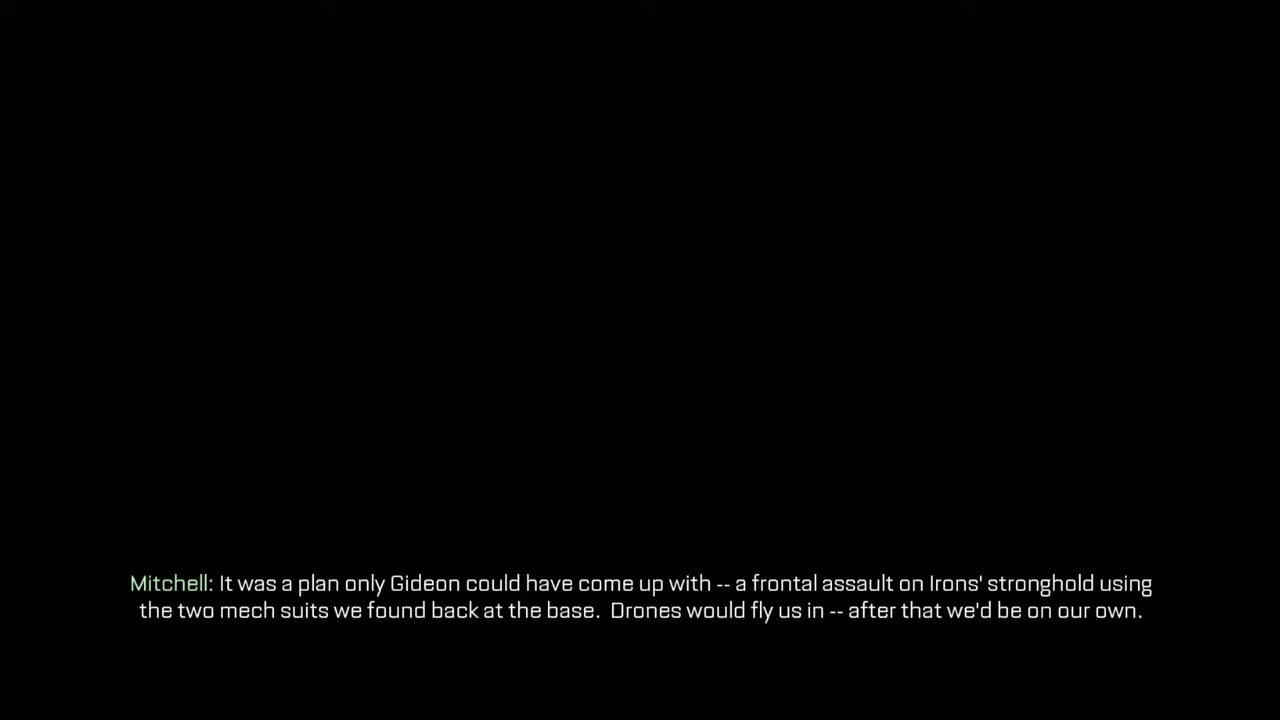 Mitchell: It was a plan only Gideon could have come up with -- a frontal assault on Irons' stronghold using
the two mech suits we found back at the base.  Drones would fly us in -- after that we'd be on our own.